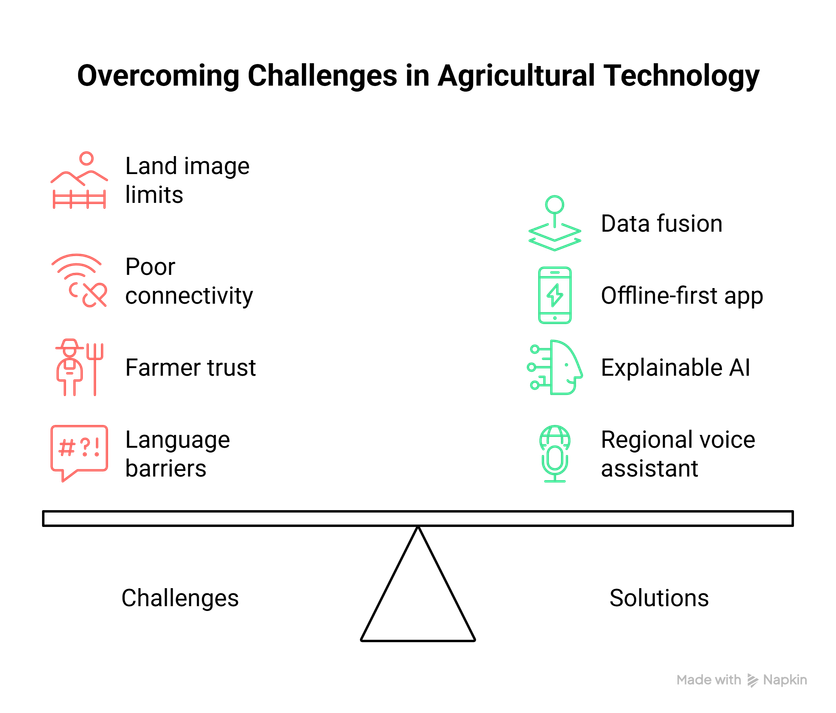 Overcoming Challenges in Agricultural Technology
Land image
limits
Poor
connectivity
Farmer trust
#?!
Language
barriers
Data fusion
Offline-first app
Explainable AI
Regional voice
assistant
Challenges
Solutions
Made with Napkin